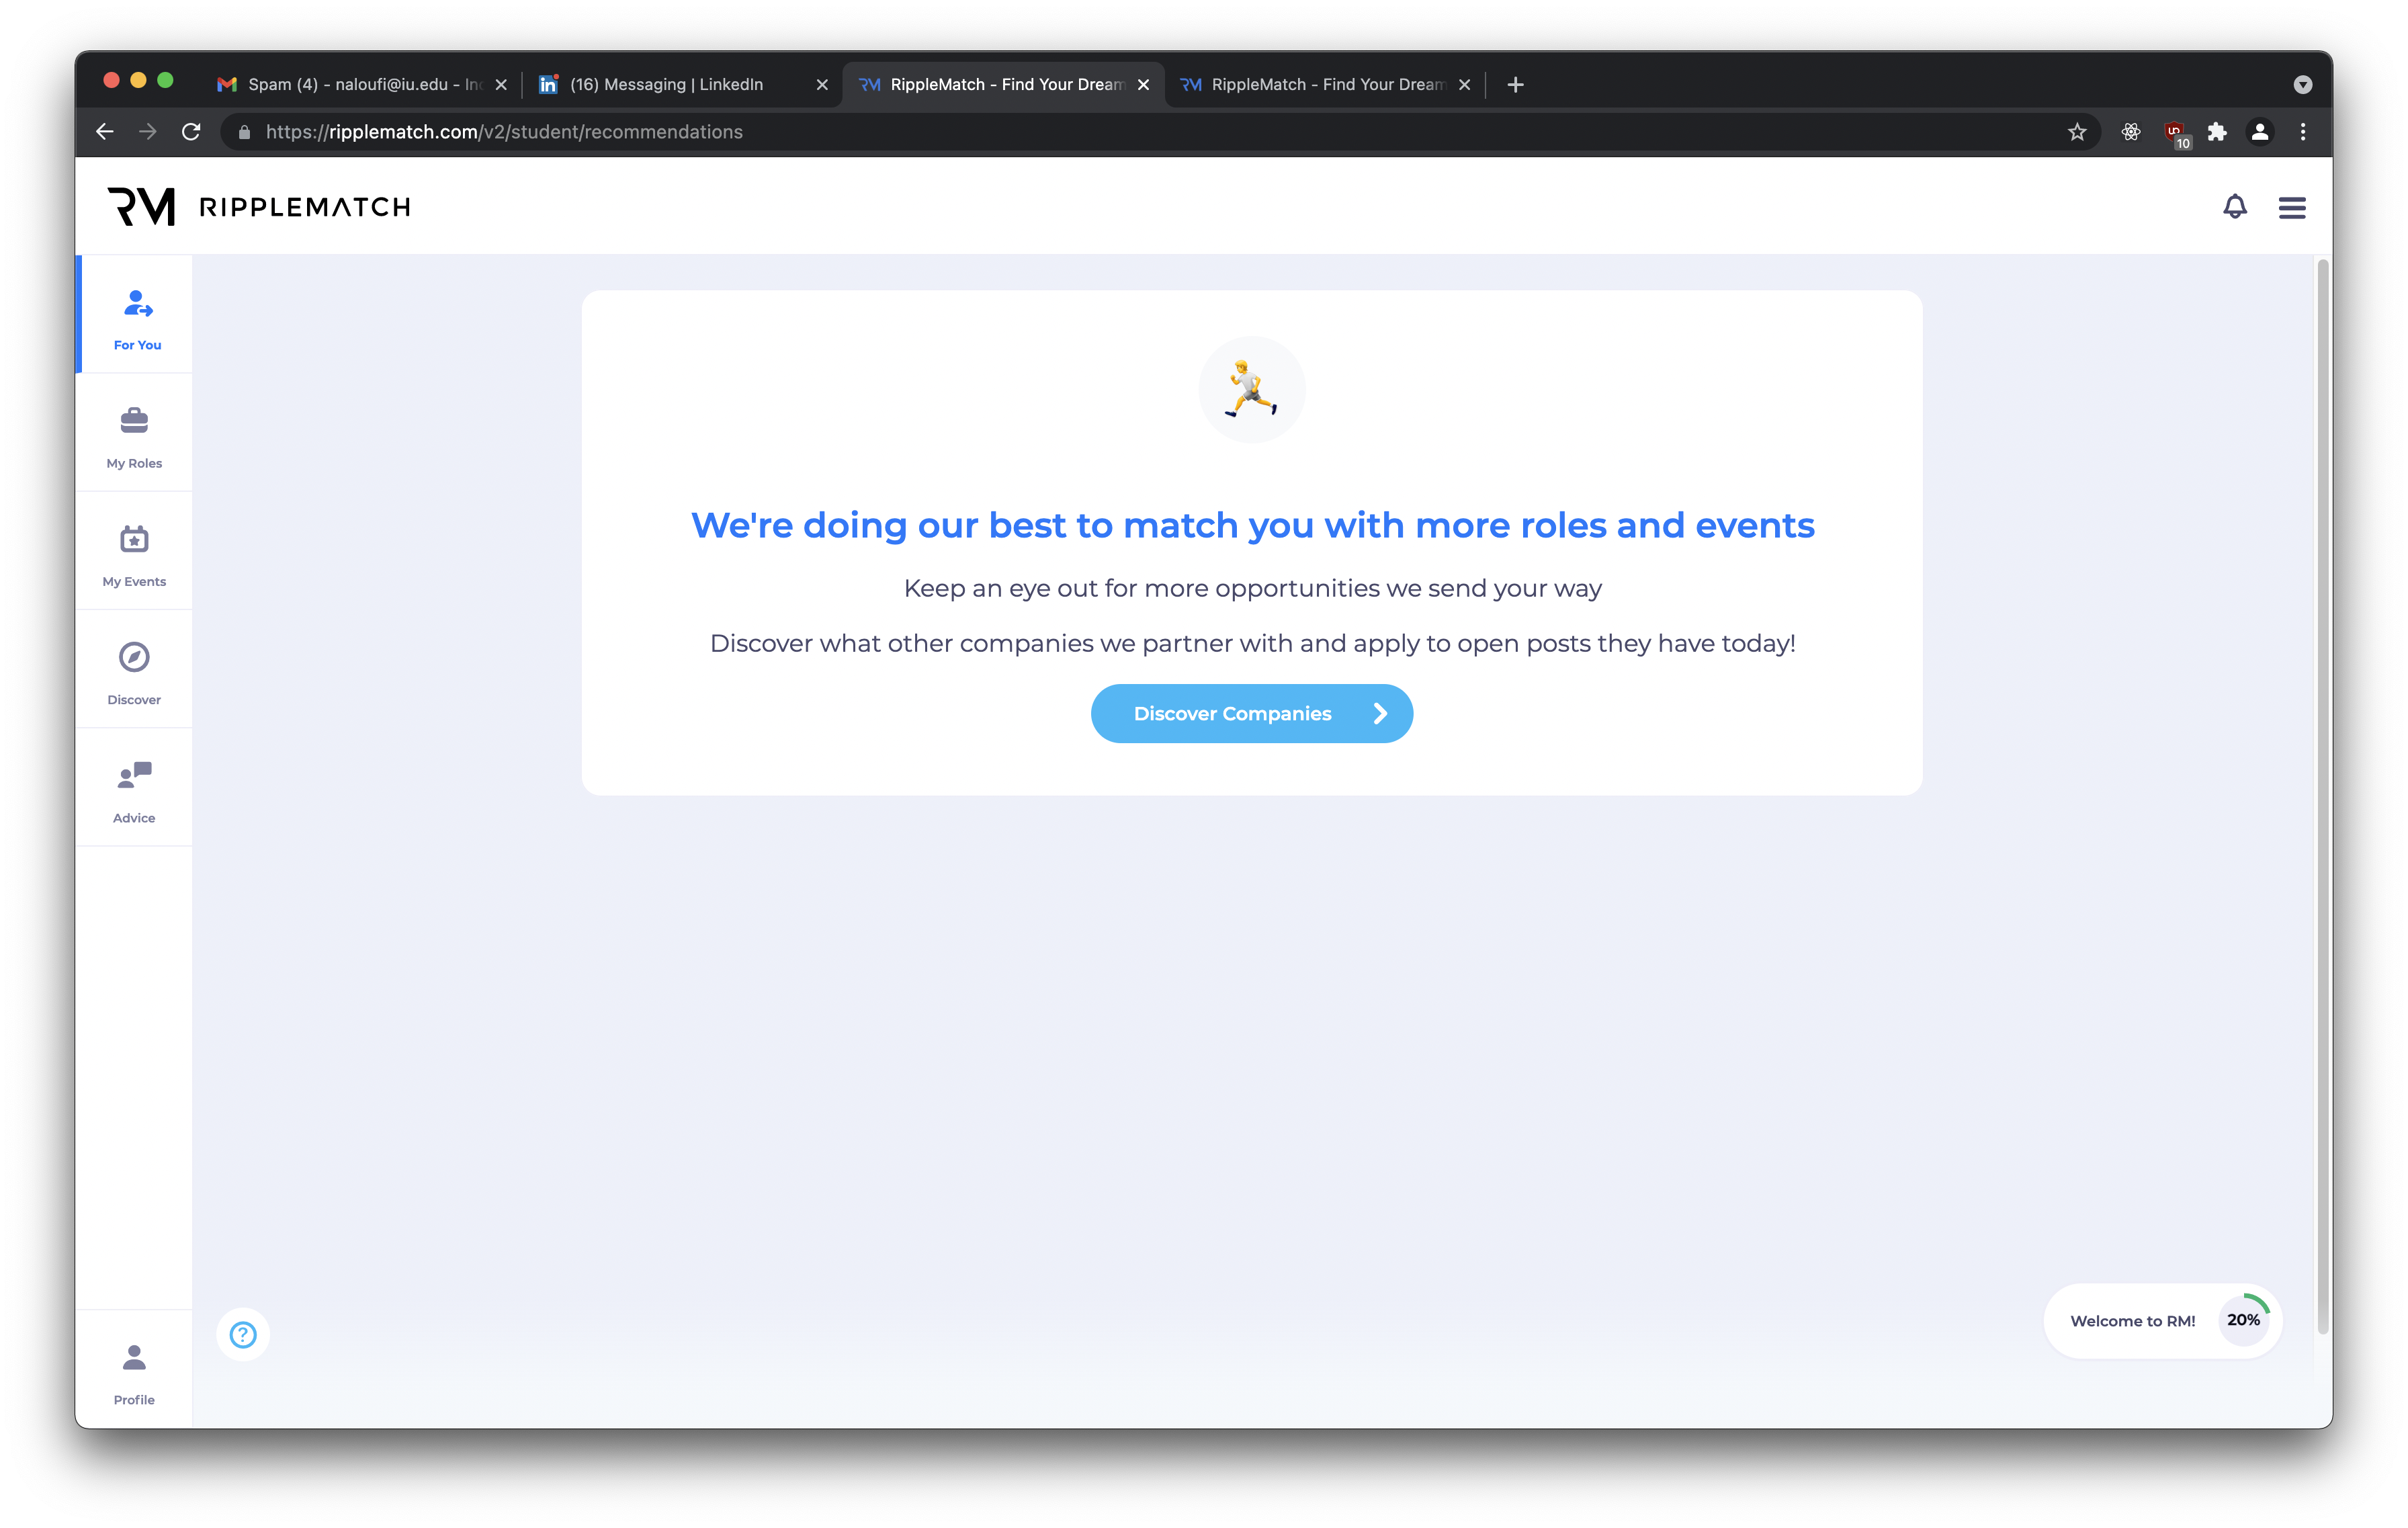 Spam (4) - naloufi@iu.edu - In
(16) Messaging | LinkedIn
RippleMatch - Find Your Dream
RippleMatch - Find Your Dream
https://ripplematch.com/v2/student/recommendations
10
RM RIPPLEMATCH
For You
My Roles
My Events
Discover
Advice
Profile
We're doing our best to match you with more roles and events
Keep an eye out for more opportunities we send your way
Discover what other companies we partner with and apply to open posts they have today!
Discover Companies
?
Welcome to RM! 20%